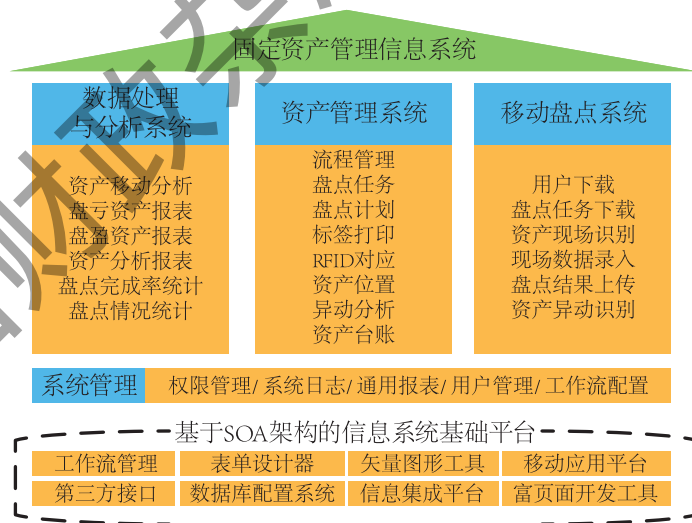 固定资产管理信息系统
数据处理
与分析系统
资产移动分析
盘亏资产报表
盘盈资产报表
资产分析报表
盘点完成率统计
盘点情况统计
资产管理系统
流程管理
盘点任务
盘点计划
标签打印
RFID对应
资产位置
异动分析
资产台账
移动盘点系统
用户下载
盘点任务下载
资产现场识别
现场数据录入
盘点结果上传
资产异动识别
系统管理
权限管理/系统日志/通用报表/用户管理/工作流配置
基于SOA架构的信息系统基础平台
工作流管理 表单设计器 矢量图形工具 移动应用平台
第三方接口 数据库配置系统 信息集成平台 富页面开发工具
财政杂